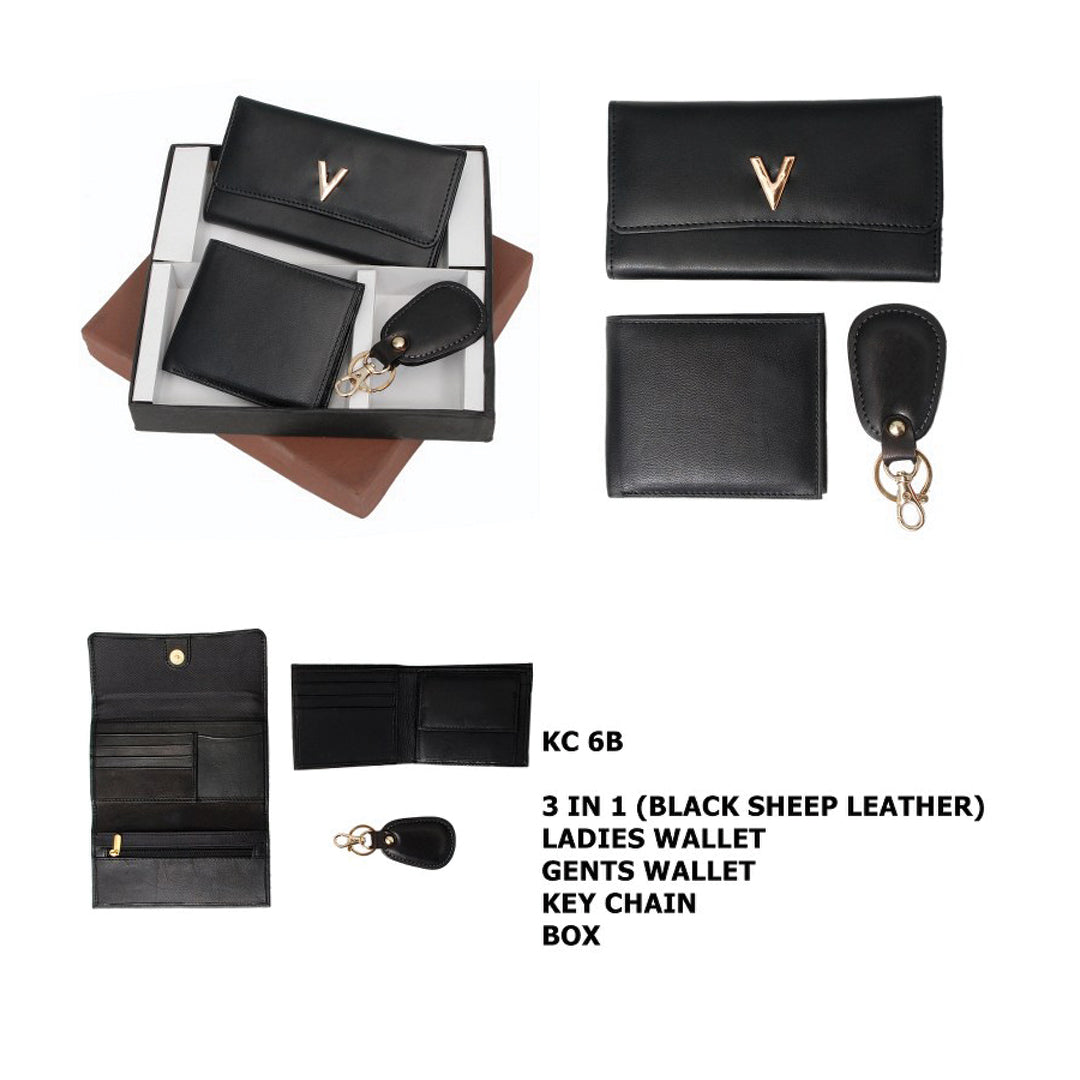 V
V
KC 6B
3 IN 1 (BLACK SHEEP LEATHER)
LADIES WALLET
GENTS WALLET
KEY CHAIN
BOX